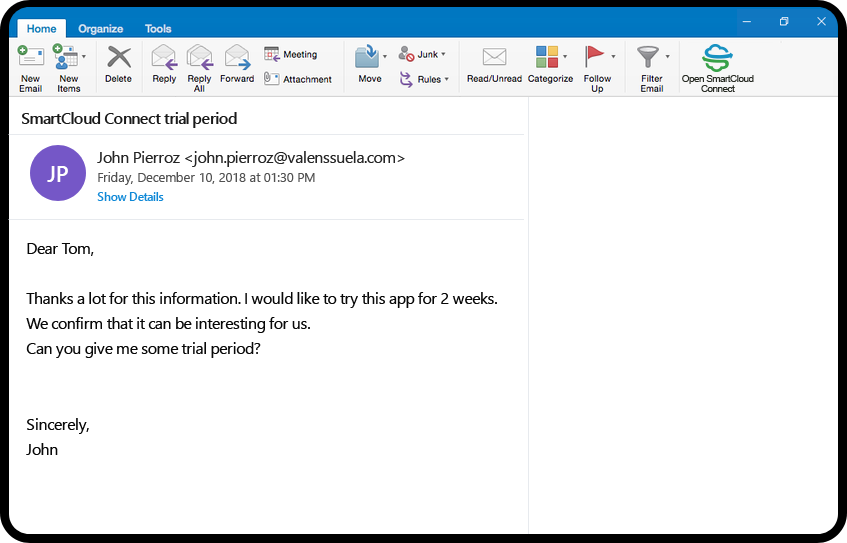 Home Organize Tools
New Email
New Items
Delete
Reply
Reply All
Forward
Meeting
Attachment
Move
Junk
Rules
Read/Unread
Categorize
Follow Up
Filter Email
Open SmartCloud Connect
SmartCloud Connect trial period
JP
John Pierroz <john.pierroz@valenssuela.com>
Friday, December 10, 2018 at 01:30 PM
Show Details
Dear Tom,
Thanks a lot for this information. I would like to try this app for 2 weeks.
We confirm that it can be interesting for us.
Can you give me some trial period?
Sincerely,
John